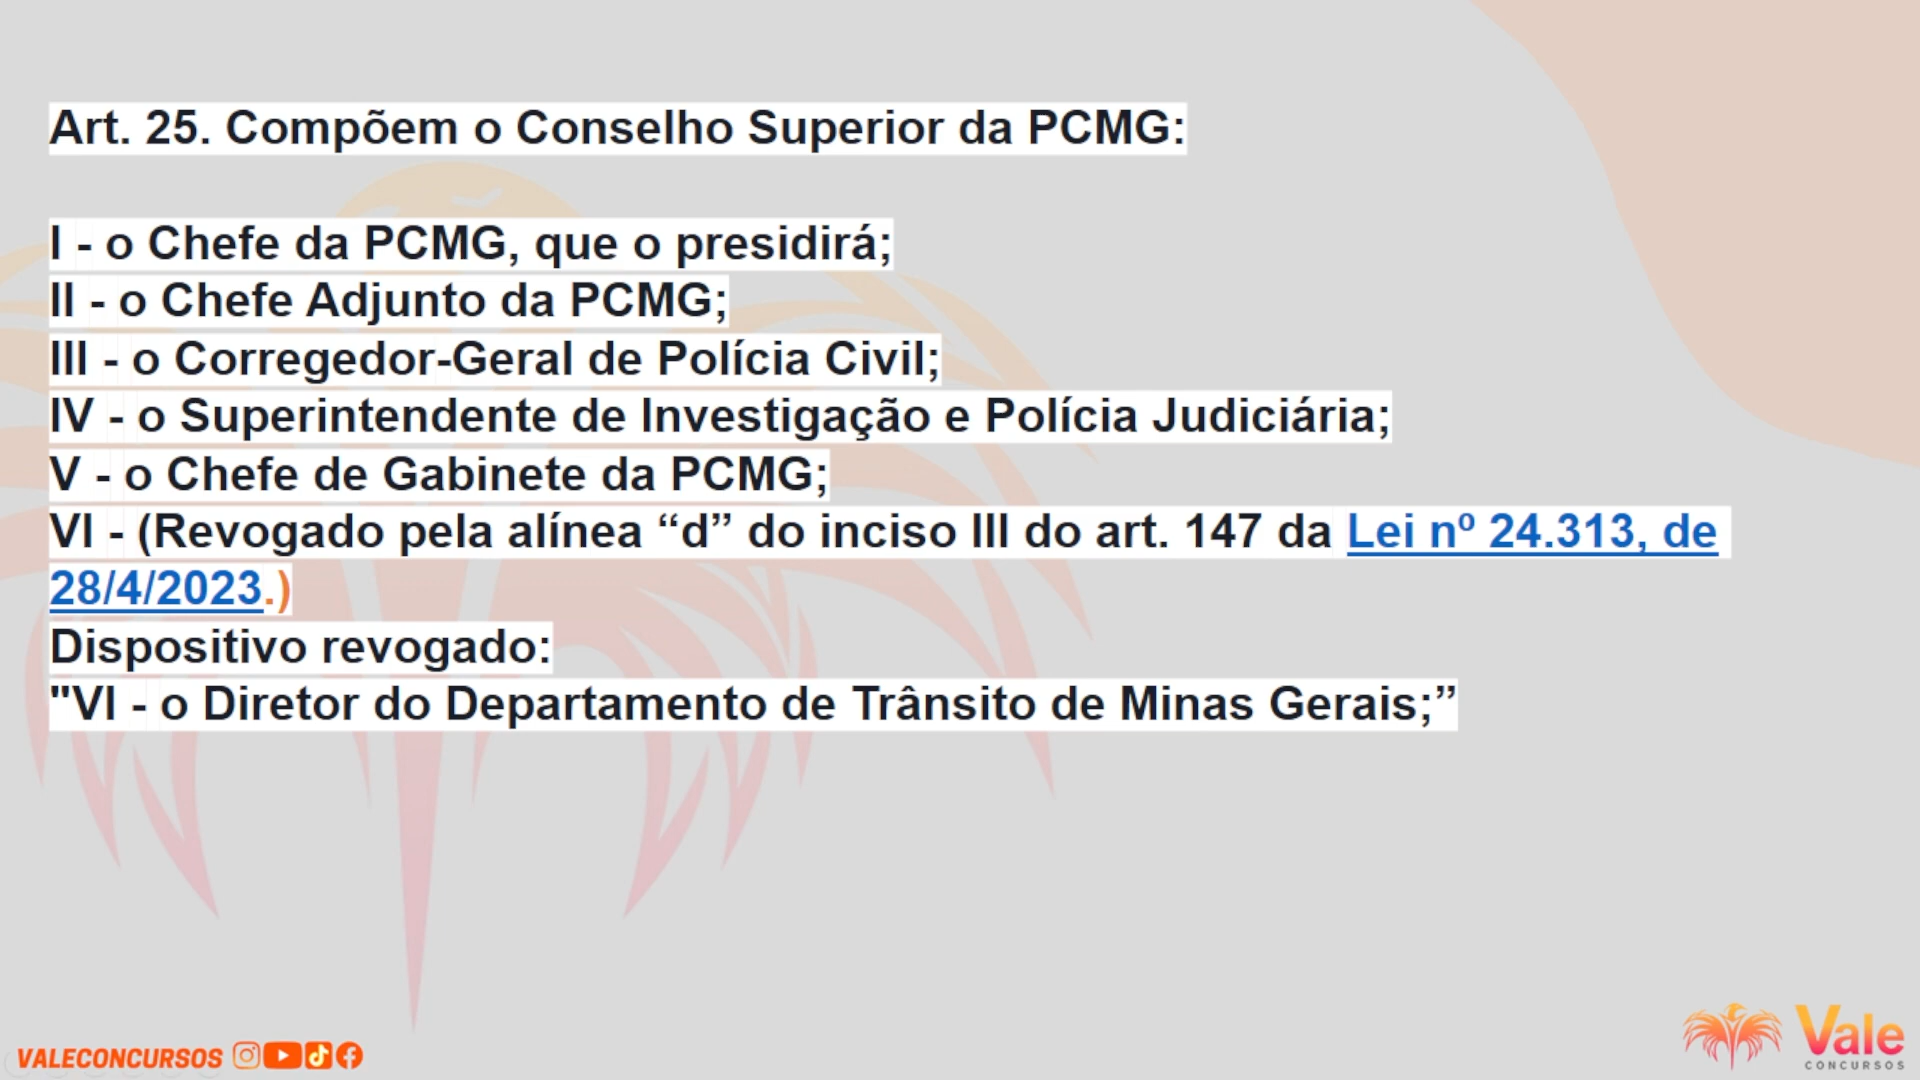 Art. 25. Compõem o Conselho Superior da PCMG:
I - o Chefe da PCMG, que o presidirá;
II - o Chefe Adjunto da PCMG;
III - o Corregedor-Geral de Polícia Civil;
IV - o Superintendente de Investigação e Polícia Judiciária;
V - o Chefe de Gabinete da PCMG;
VI - (Revogado pela alínea “d” do inciso III do art. 147 da Lei nº 24.313, de
28/4/2023.)
Dispositivo revogado:
"VI - o Diretor do Departamento de Trânsito de Minas Gerais;”
VALECONCURSOS
Vale
CONCURSOS